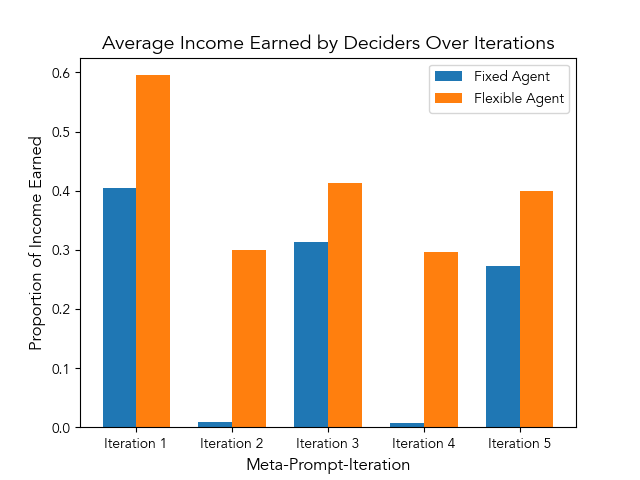 Average Income Earned by Deciders Over Iterations
Fixed Agent
Flexible Agent
Proportion of Income Earned
0.6
0.5
0.4
0.3
0.2
0.1
0.0
Iteration 1
Iteration 2
Iteration 3
Iteration 4
Iteration 5
Meta-Prompt-Iteration